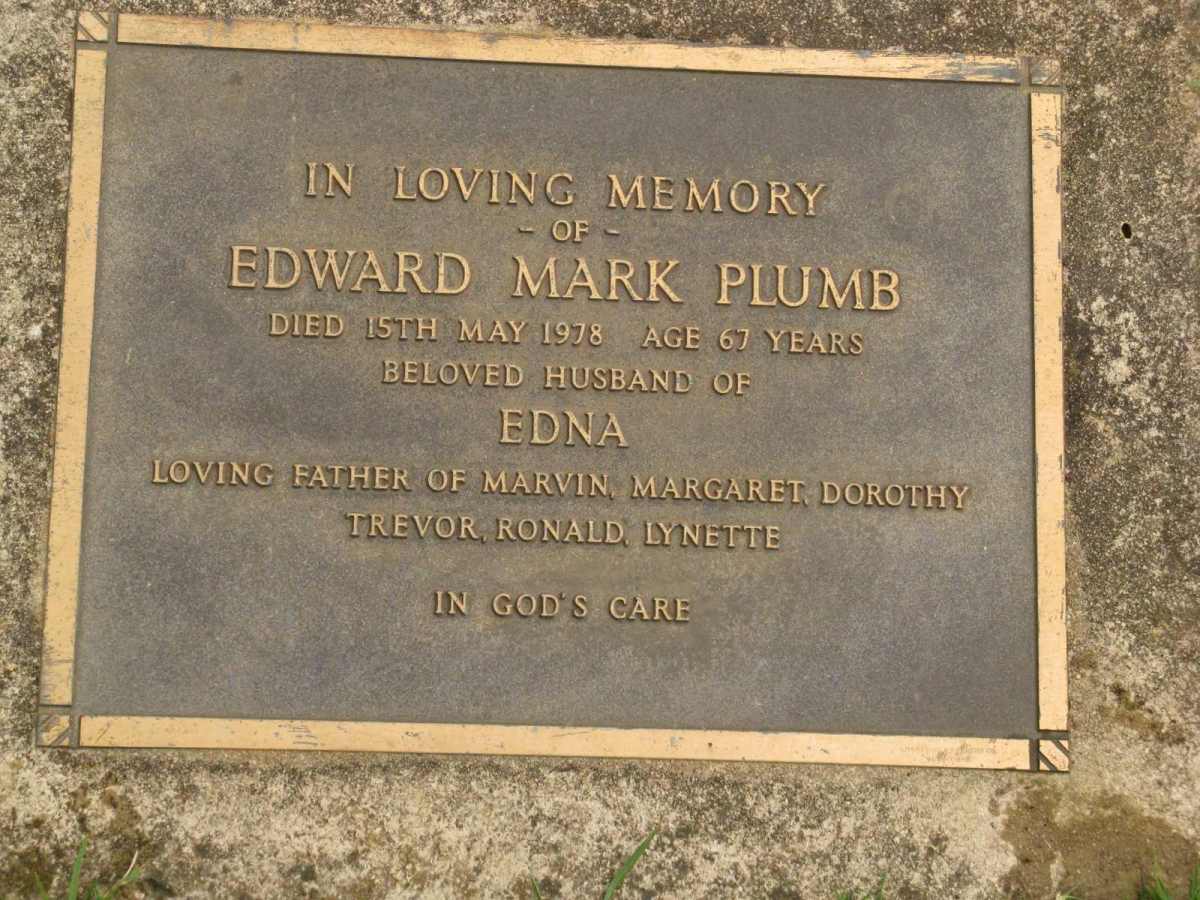 IN LOVING MEMORY
- OF -
EDWARD MARK PLUMB
DIED 15TH MAY 1978 AGE 67 YEARS
BELOVED HUSBAND OF
EDNA
LOVING FATHER OF MARVIN, MARGARET, DOROTHY
TREVOR, RONALD, LYNETTE
IN GOD'S CARE